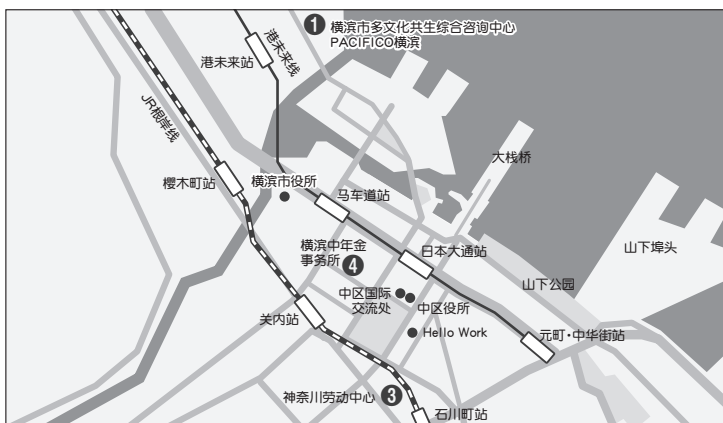 ❶ 横滨市多文化共生综合咨询中心
PACIFICO横滨
港未来站
港未来线
JR根岸线
大栈桥
樱木町站
横滨市役所
马车道站
山下埠头
横滨中年金
事务所 ❹
日本大通站
山下公园
中区国际
交流处
中区役所
关内站
Hello Work
元町・中华街站
神奈川劳动中心 ❸
石川町站